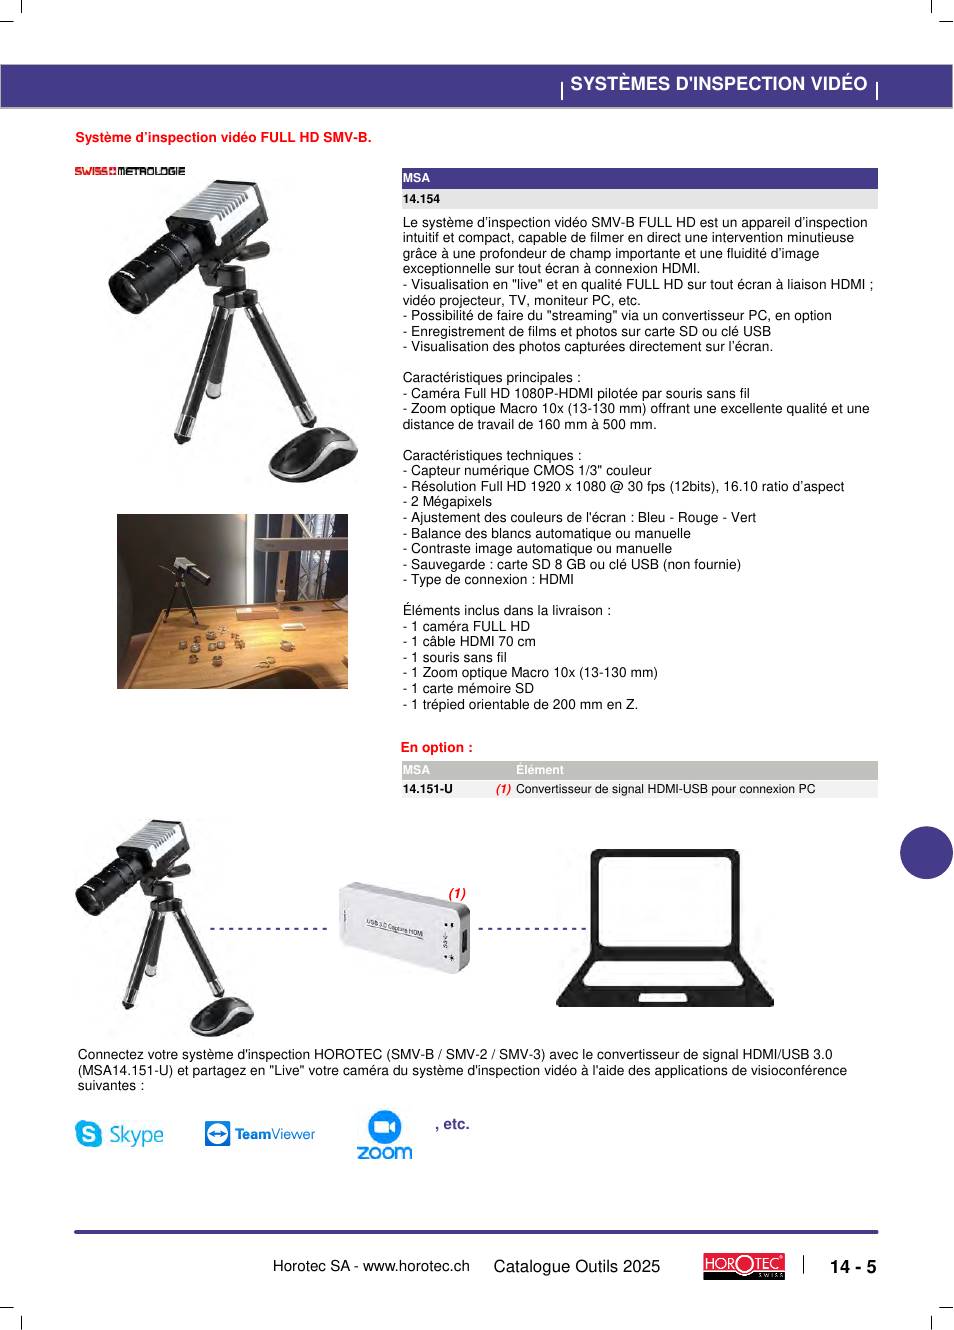 SYSTÈMES D'INSPECTION VIDÉO
Système d'inspection vidéo FULL HD SMV-B.
SWISS METROLOGIE
MSA
14.154
Le système d'inspection vidéo SMV-B FULL HD est un appareil d'inspection
intuitif et compact, capable de filmer en direct une intervention minutieuse
grâce à une profondeur de champ importante et une fluidité d'image
exceptionnelle sur tout écran à connexion HDMI.
- Visualisation en "live" et en qualité FULL HD sur tout écran à liaison HDMI ;
vidéo projecteur, TV, moniteur PC, etc.
- Possibilité de faire du "streaming" via un convertisseur PC, en option
- Enregistrement de films et photos sur carte SD ou clé USB
- Visualisation des photos capturées directement sur l'écran.
Caractéristiques principales :
- Caméra Full HD 1080P-HDMI pilotée par souris sans fil
- Zoom optique Macro 10x (13-130 mm) offrant une excellente qualité et une
distance de travail de 160 mm à 500 mm.
Caractéristiques techniques :
- Capteur numérique CMOS 1/3" couleur
- Résolution Full HD 1920 x 1080 @ 30 fps (12bits), 16.10 ratio d'aspect
- 2 Mégapixels
- Ajustement des couleurs de l'écran : Bleu - Rouge - Vert
- Balance des blancs automatique ou manuelle
- Contraste image automatique ou manuelle
- Sauvegarde : carte SD 8 GB ou clé USB (non fournie)
- Type de connexion : HDMI
Éléments inclus dans la livraison :
- 1 caméra FULL HD
- 1 câble HDMI 70 cm
- 1 souris sans fil
- 1 Zoom optique Macro 10x (13-130 mm)
- 1 carte mémoire SD
- 1 trépied orientable de 200 mm en Z.
En option :
MSA Élément
14.151-U (1) Convertisseur de signal HDMI-USB pour connexion PC
(1)
USB 3.0 Capture HDMI
Connectez votre système d'inspection HOROTEC (SMV-B / SMV-2 / SMV-3) avec le convertisseur de signal HDMI/USB 3.0
(MSA14.151-U) et partagez en "Live" votre caméra du système d'inspection vidéo à l'aide des applications de visioconférence
suivantes :
S Skype
TeamViewer
zoom
, etc.
Horotec SA - www.horotec.ch Catalogue Outils 2025
HOROTEC
SWISS
14 - 5